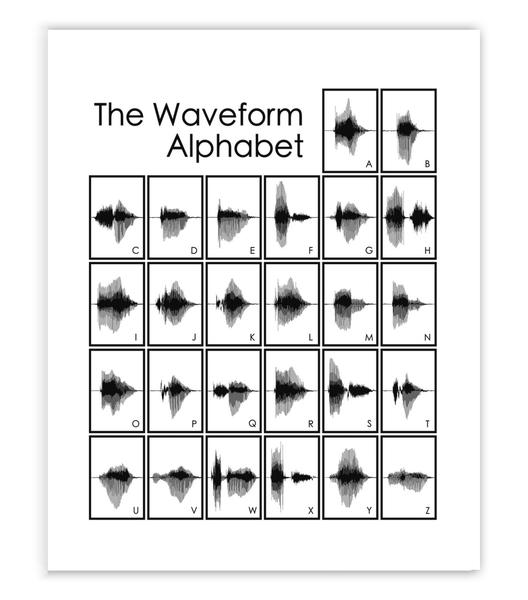 The Waveform
Alphabet
A B
C D E F G H
I J K L M N
O P Q R S T
U V W X Y Z